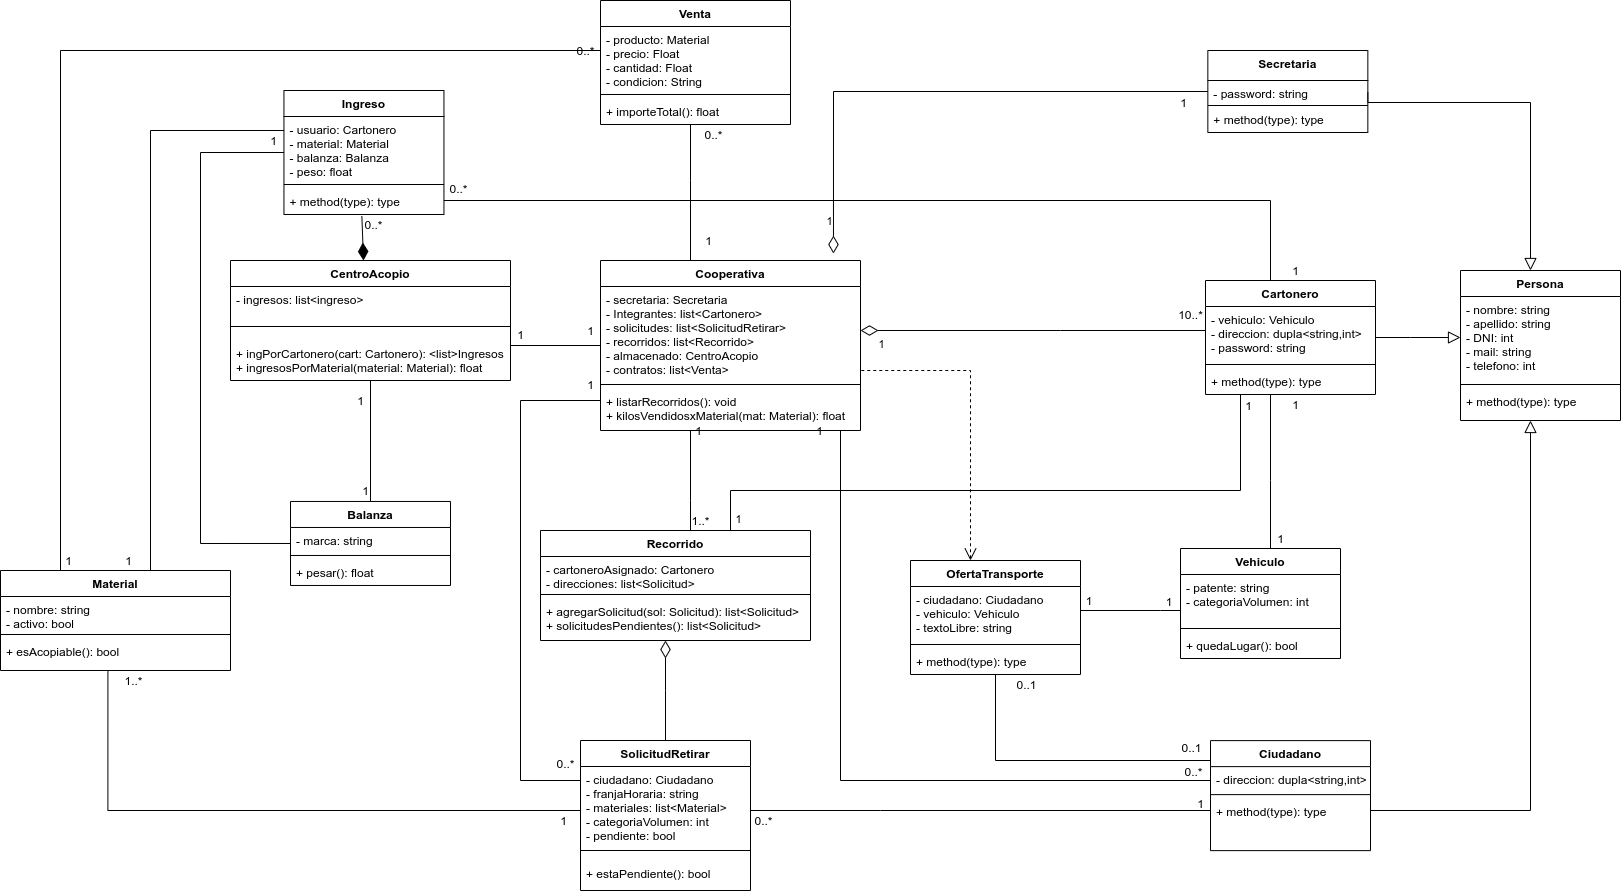 Venta
- producto: Material
- precio: Float
- cantidad: Float
- condicion: String
+ importeTotal(): float
0..*
0..*
Secretaria
- password: string
+ method(type): type
1
Ingreso
- usuario: Cartonero
- material: Material
- balanza: Balanza
- peso: float
+ method(type): type
1
0..*
0..*
1
1
1
CentroAcopio
- ingresos: list<ingreso>
+ ingPorCartonero(cart: Cartonero): <list>Ingresos
+ ingresosPorMaterial(material: Material): float
1
1
1
Cooperativa
- secretaria: Secretaria
- Integrantes: list<Cartonero>
- solicitudes: list<SolicitudRetirar>
- recorridos: list<Recorrido>
- almacenado: CentroAcopio
- contratos: list<Venta>
+ listarRecorridos(): void
+ kilosVendidosxMaterial(mat: Material): float
1
1
1
1
10..*
Cartonero
- vehiculo: Vehiculo
- direccion: dupla<string,int>
- password: string
+ method(type): type
1
1
Persona
- nombre: string
- apellido: string
- DNI: int
- mail: string
- telefono: int
+ method(type): type
1
Balanza
- marca: string
+ pesar(): float
1..*
1
Recorrido
- cartoneroAsignado: Cartonero
- direcciones: list<Solicitud>
+ agregarSolicitud(sol: Solicitud): list<Solicitud>
+ solicitudesPendientes(): list<Solicitud>
1
1
Material
- nombre: string
- activo: bool
+ esAcopiable(): bool
1..*
OfertaTransporte
- ciudadano: Ciudadano
- vehiculo: Vehiculo
- textoLibre: string
+ method(type): type
1
1
0..1
1
Vehiculo
- patente: string
- categoriaVolumen: int
+ quedaLugar(): bool
0..*
1
SolicitudRetirar
- ciudadano: Ciudadano
- franjaHoraria: string
- materiales: list<Material>
- categoriaVolumen: int
- pendiente: bool
+ estaPendiente(): bool
0..*
0..1
0..*
1
Ciudadano
- direccion: dupla<string,int>
+ method(type): type